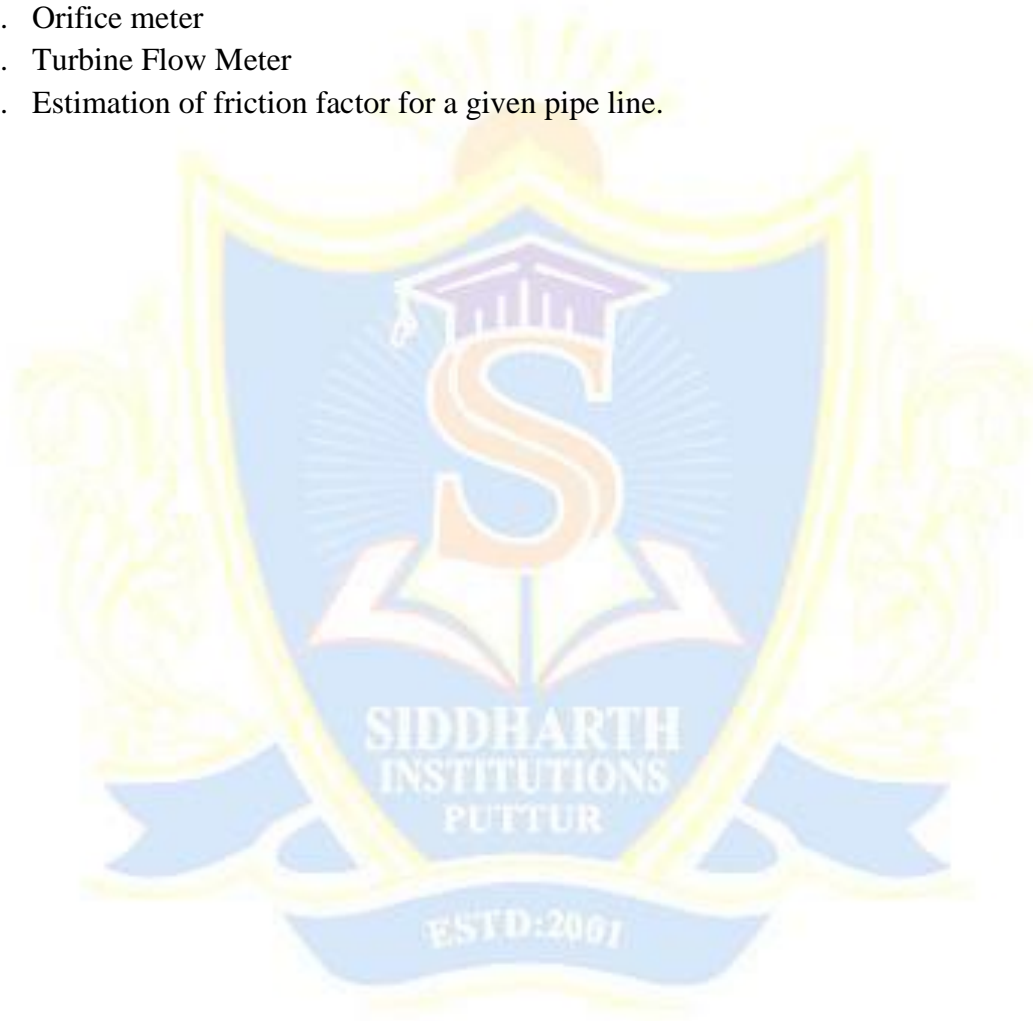 . Orifice meter
. Turbine Flow Meter
. Estimation of friction factor for a given pipe line.
S
SIDDHARTH
INSTITUTIONS
PUTTUR
ESTD:2001